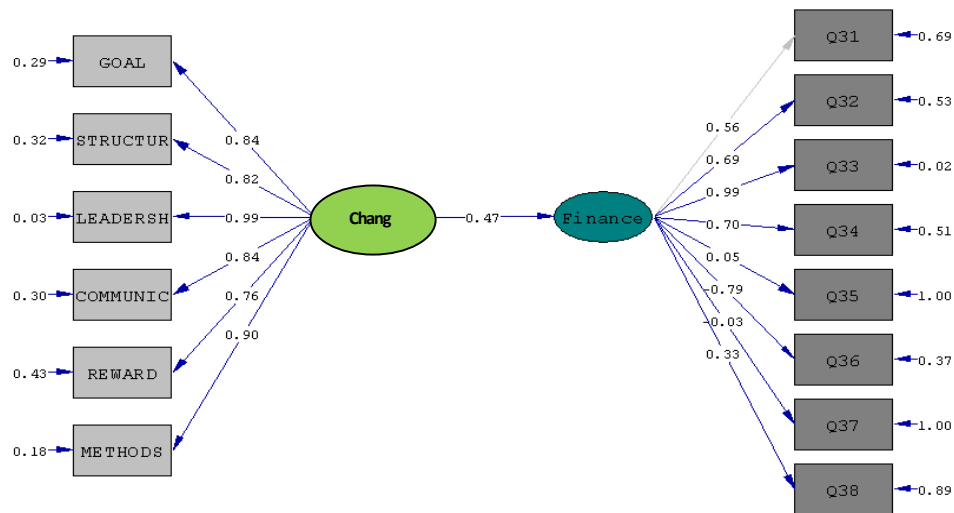 0.29 GOAL
0.32 STRUCTUR
0.03 LEADERSH
0.30 COMMUNIC
0.43 REWARD
0.18 METHODS
0.84
0.82
0.99
0.84
0.76
0.90
Chang
0.47
Finance
0.56
0.69
0.99
0.70
0.05
-0.79
-0.03
0.33
Q31 0.69
Q32 0.53
Q33 0.02
Q34 0.51
Q35 1.00
Q36 0.37
Q37 1.00
Q38 0.89